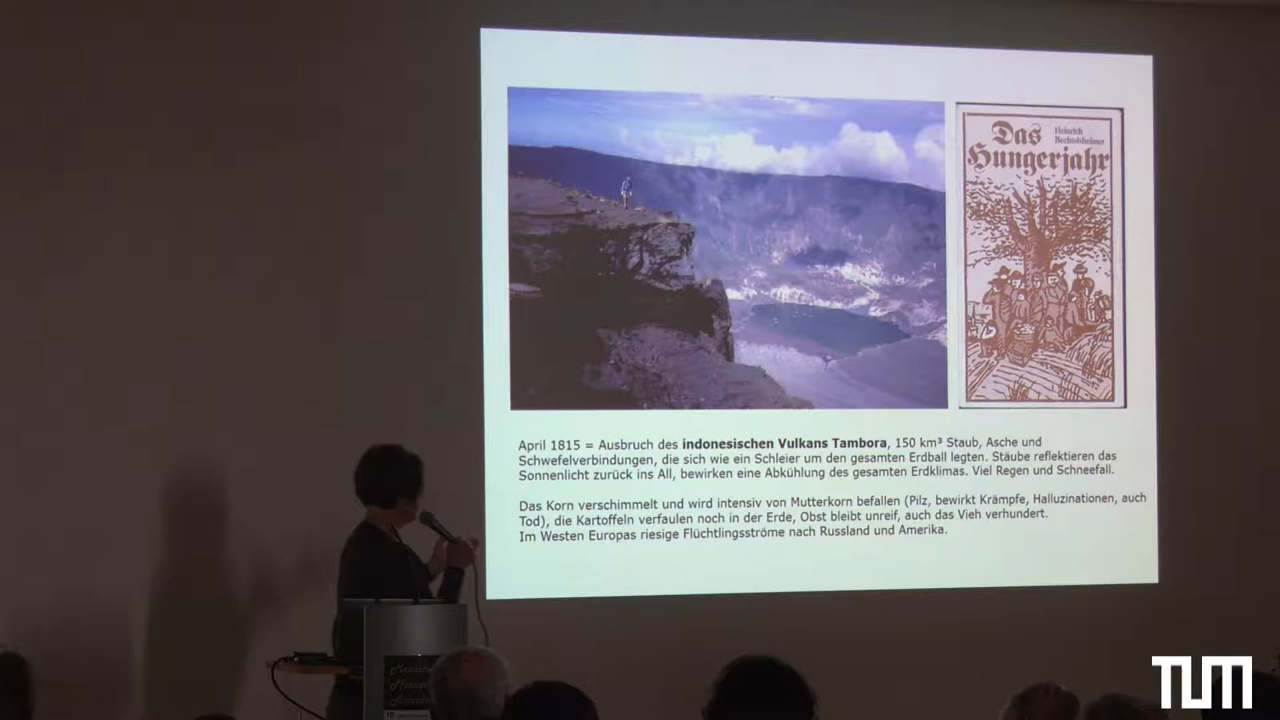 Das
Heinrich
Bechtolsheimer
Hungerjahr
April 1815 = Ausbruch des indonesischen Vulkans Tambora, 150 km³ Staub, Asche und
Schwefelverbindungen, die sich wie ein Schleier um den gesamten Erdball legten. Stäube reflektieren das
Sonnenlicht zurück ins All, bewirken eine Abkühlung des gesamten Erdklimas. Viel Regen und Schneefall.
Das Korn verschimmelt und wird intensiv von Mutterkorn befallen (Pilz, bewirkt Krämpfe, Halluzinationen, auch
Tod), die Kartoffeln verfaulen noch in der Erde, Obst bleibt unreif, auch das Vieh verhundert.
Im Westen Europas riesige Flüchtlingsströme nach Russland und Amerika.
TUM